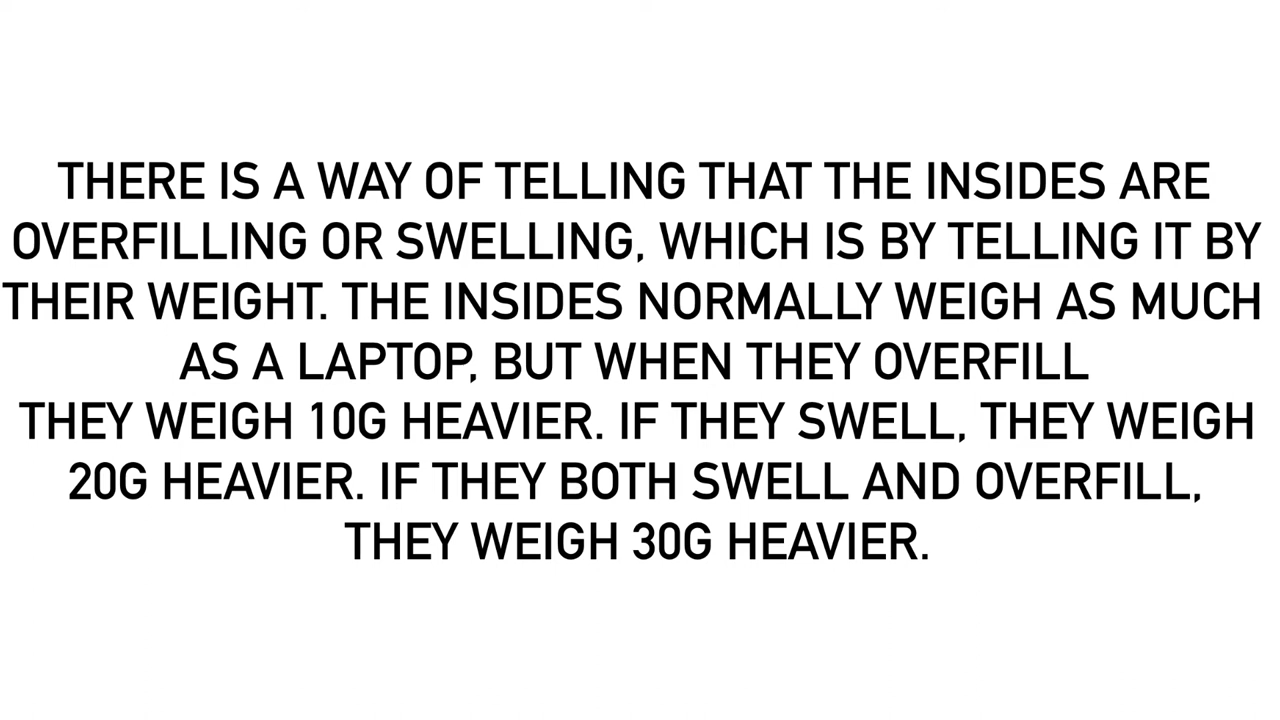 THERE IS A WAY OF TELLING THAT THE INSIDES ARE
OVERFILLING OR SWELLING, WHICH IS BY TELLING IT BY
THEIR WEIGHT. THE INSIDES NORMALLY WEIGH AS MUCH
AS A LAPTOP, BUT WHEN THEY OVERFILL
THEY WEIGH 10G HEAVIER. IF THEY SWELL, THEY WEIGH
20G HEAVIER. IF THEY BOTH SWELL AND OVERFILL,
THEY WEIGH 30G HEAVIER.